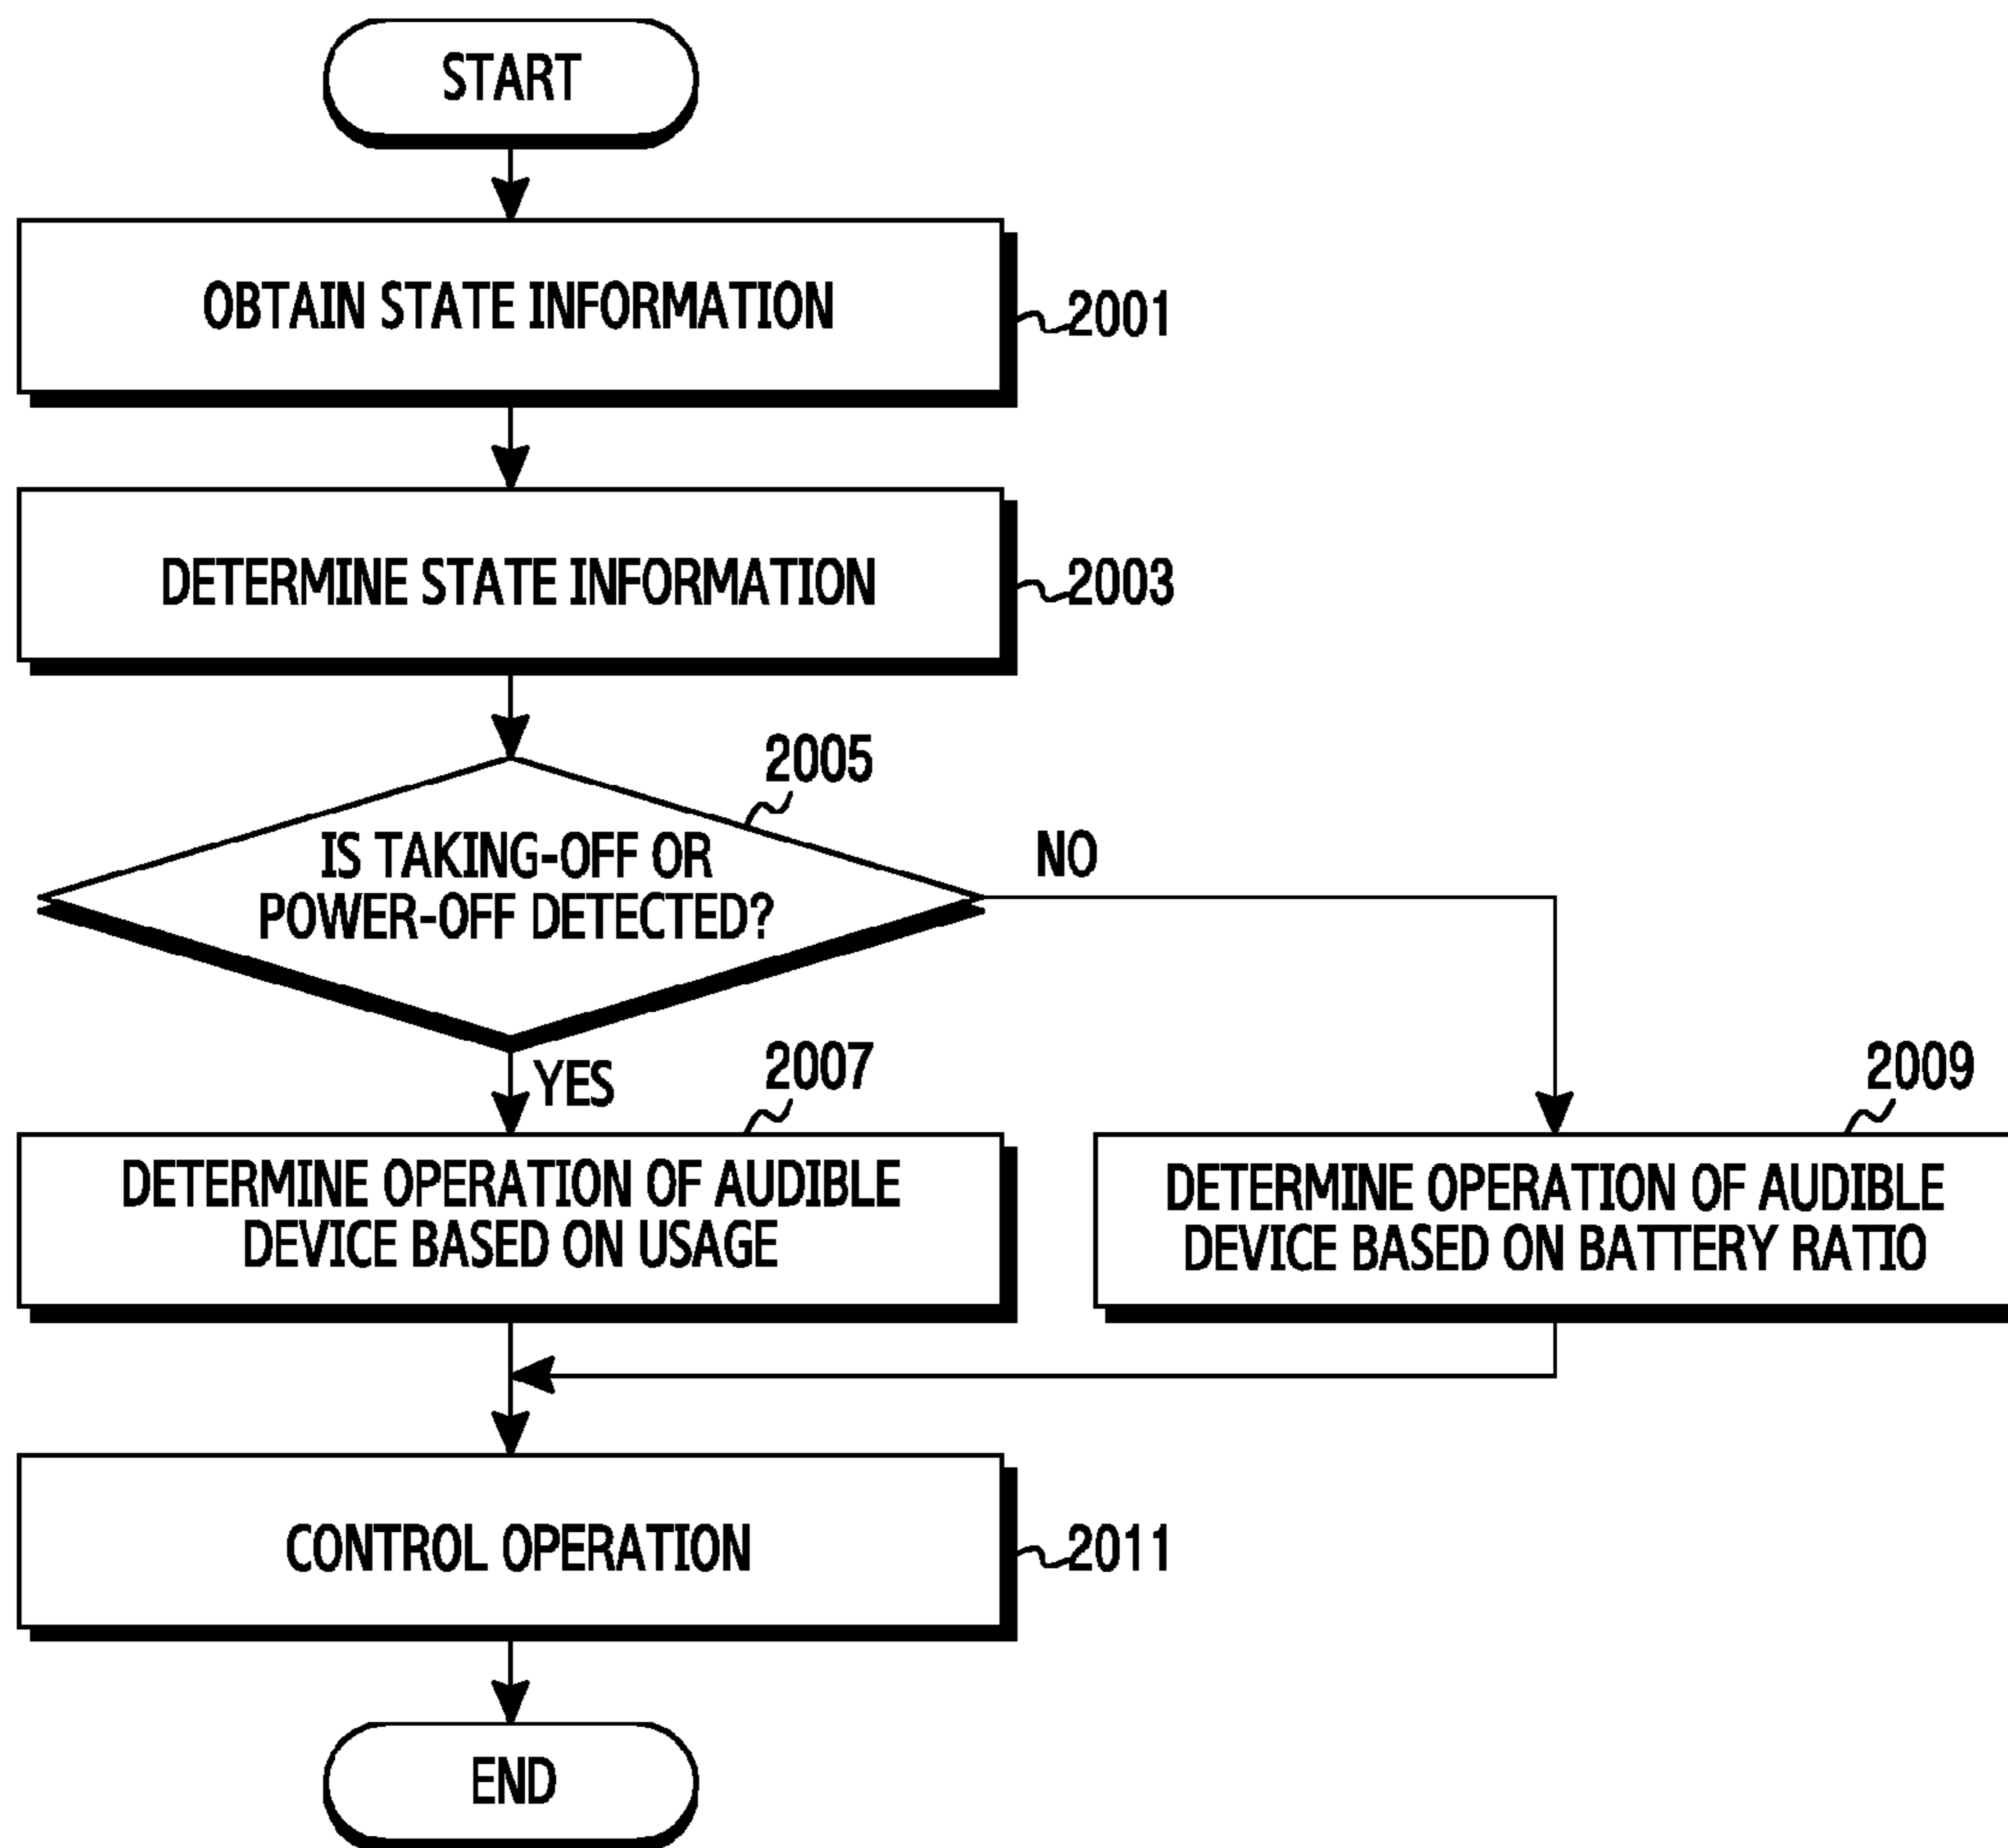 START
OBTAIN STATE INFORMATION
2001
DETERMINE STATE INFORMATION
2003
2005
IS TAKING-OFF OR
POWER-OFF DETECTED?
NO
YES
2007
DETERMINE OPERATION OF AUDIBLE
DEVICE BASED ON USAGE
2009
DETERMINE OPERATION OF AUDIBLE
DEVICE BASED ON BATTERY RATIO
CONTROL OPERATION
2011
END